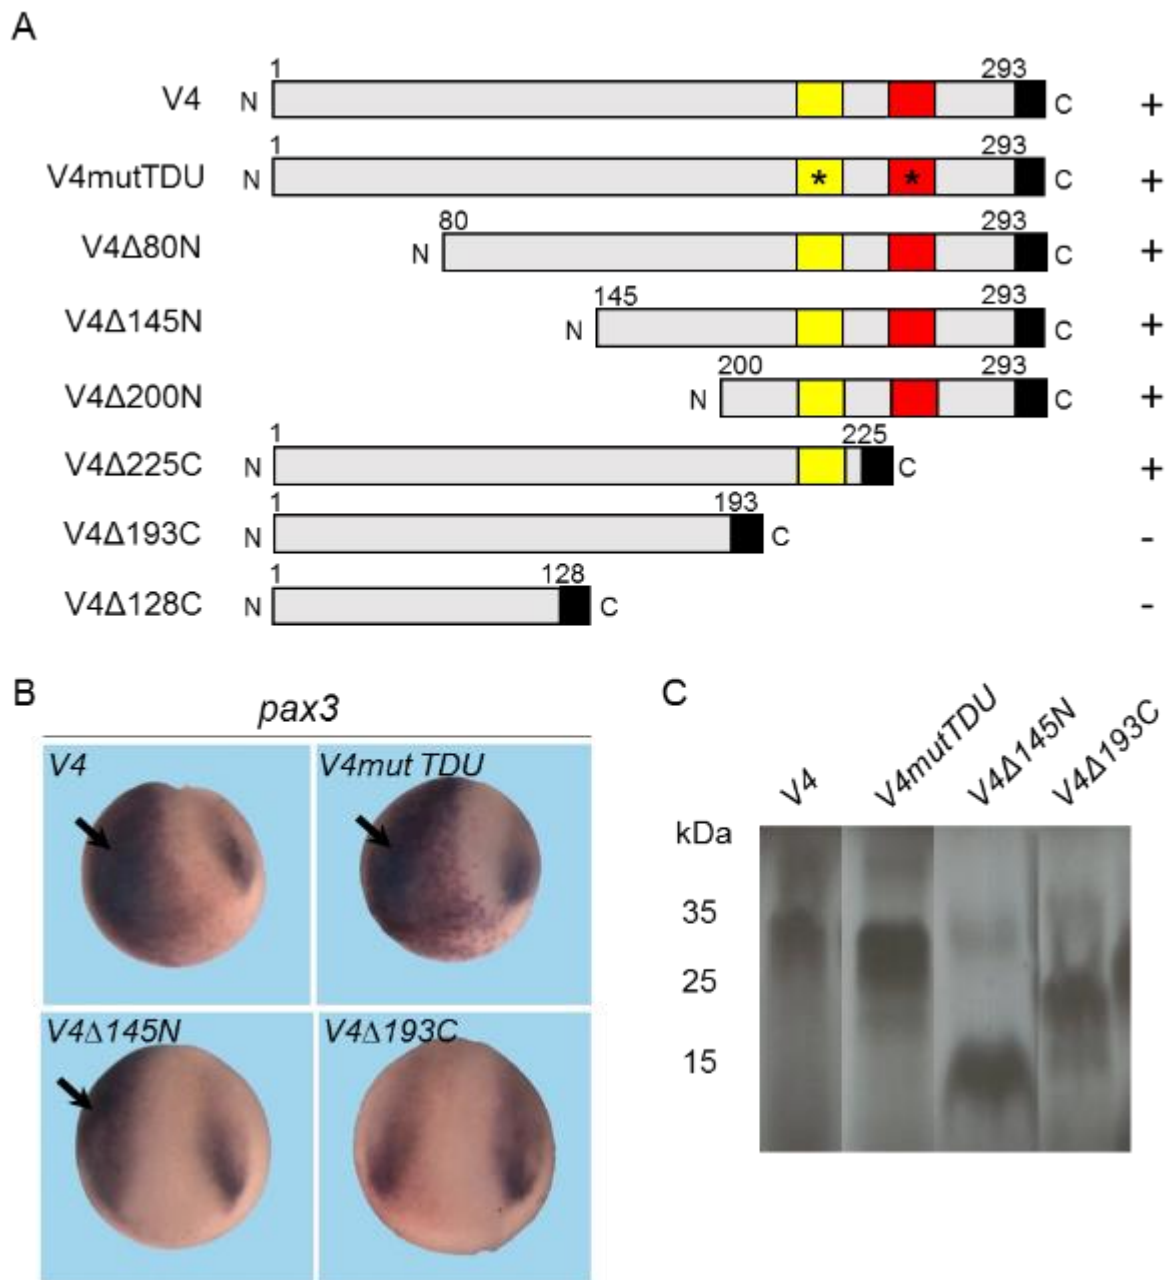 A
1 293
V4 N C +
1 293
V4mutTDU N * * C +
80 293
V4Δ80N N C +
145 293
V4Δ145N N C +
200 293
V4Δ200N N C +
1 225
V4Δ225C N C +
1 193
V4Δ193C N C -
1 128
V4Δ128C N C -
B
pax3
V4 V4mut TDU
V4Δ145N V4Δ193C
C
V4 V4mutTDU V4Δ145N V4Δ193C
kDa
35
25
15